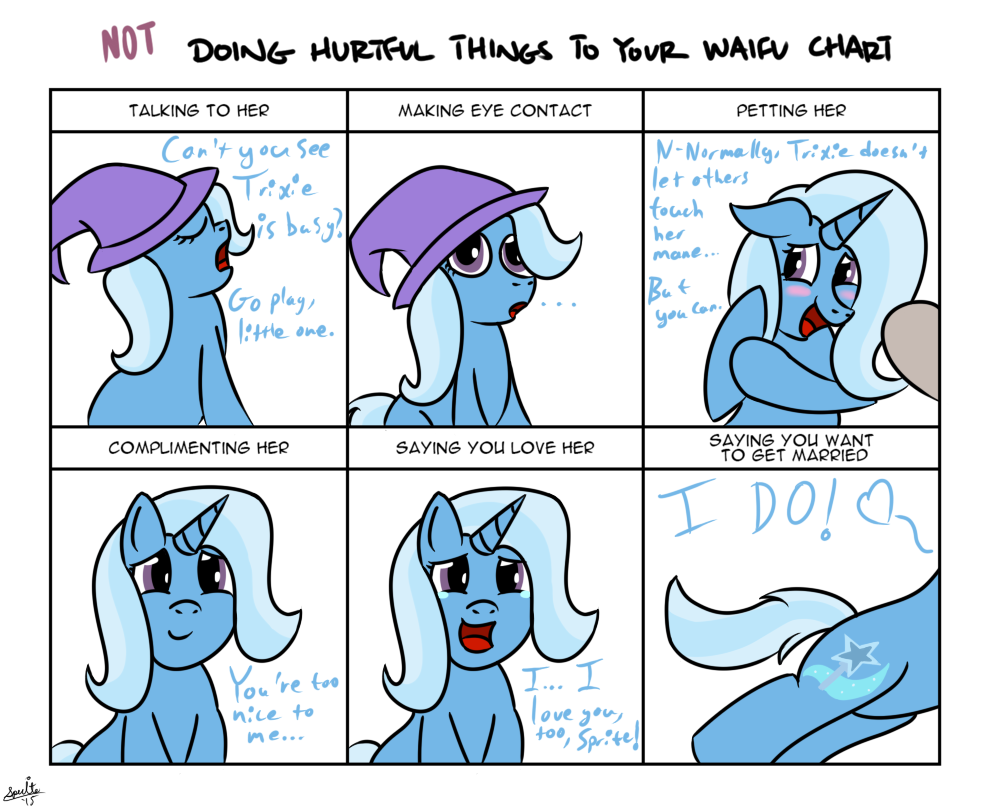 NOT DOING HURTFUL THINGS TO YOUR WAIFU CHART
TALKING TO HER
Can't you see
Trixie
is busy?
Go play,
little one.
MAKING EYE CONTACT
...
PETTING HER
N-Normally, Trixie doesn't
let others
touch
her
mane...
But
you can.
COMPLIMENTING HER
You're too
nice to
me...
SAYING YOU LOVE HER
I... I
love you,
too, Sprite!
SAYING YOU WANT
TO GET MARRIED
I DO!
'15